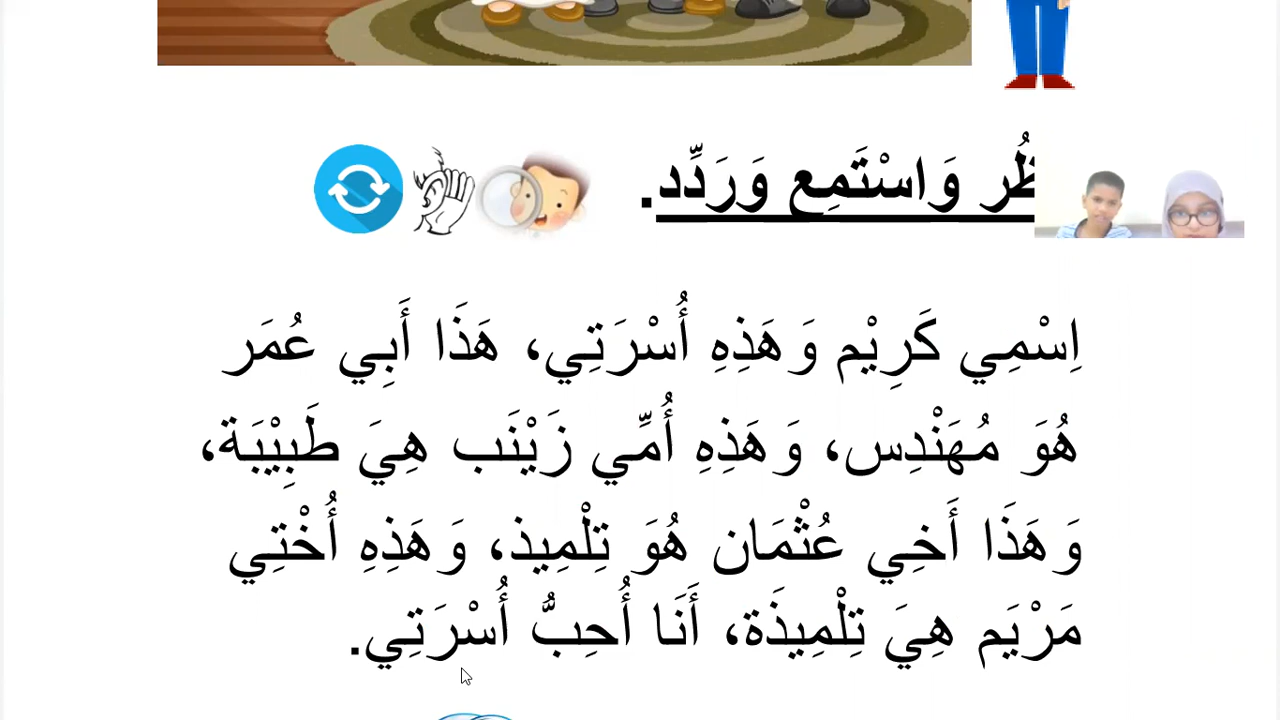 وَاسْتَمِع وَرَدِّد.
اِسْمِي كَرِيْم وَهَذِهِ أُسْرَتِي، هَذَا أَبِي عُمَر
هُوَ مُهَنْدِس، وَهَذِهِ أُمِّي زَيْنَب هِيَ طَبِيْبَة،
وَهَذَا أَخِي عُثْمَان هُوَ تِلْمِيذ، وَهَذِهِ أُخْتِي
مَرْيَم هِيَ تِلْمِيذَة، أَنَا أُحِبُّ أُسْرَتِي.